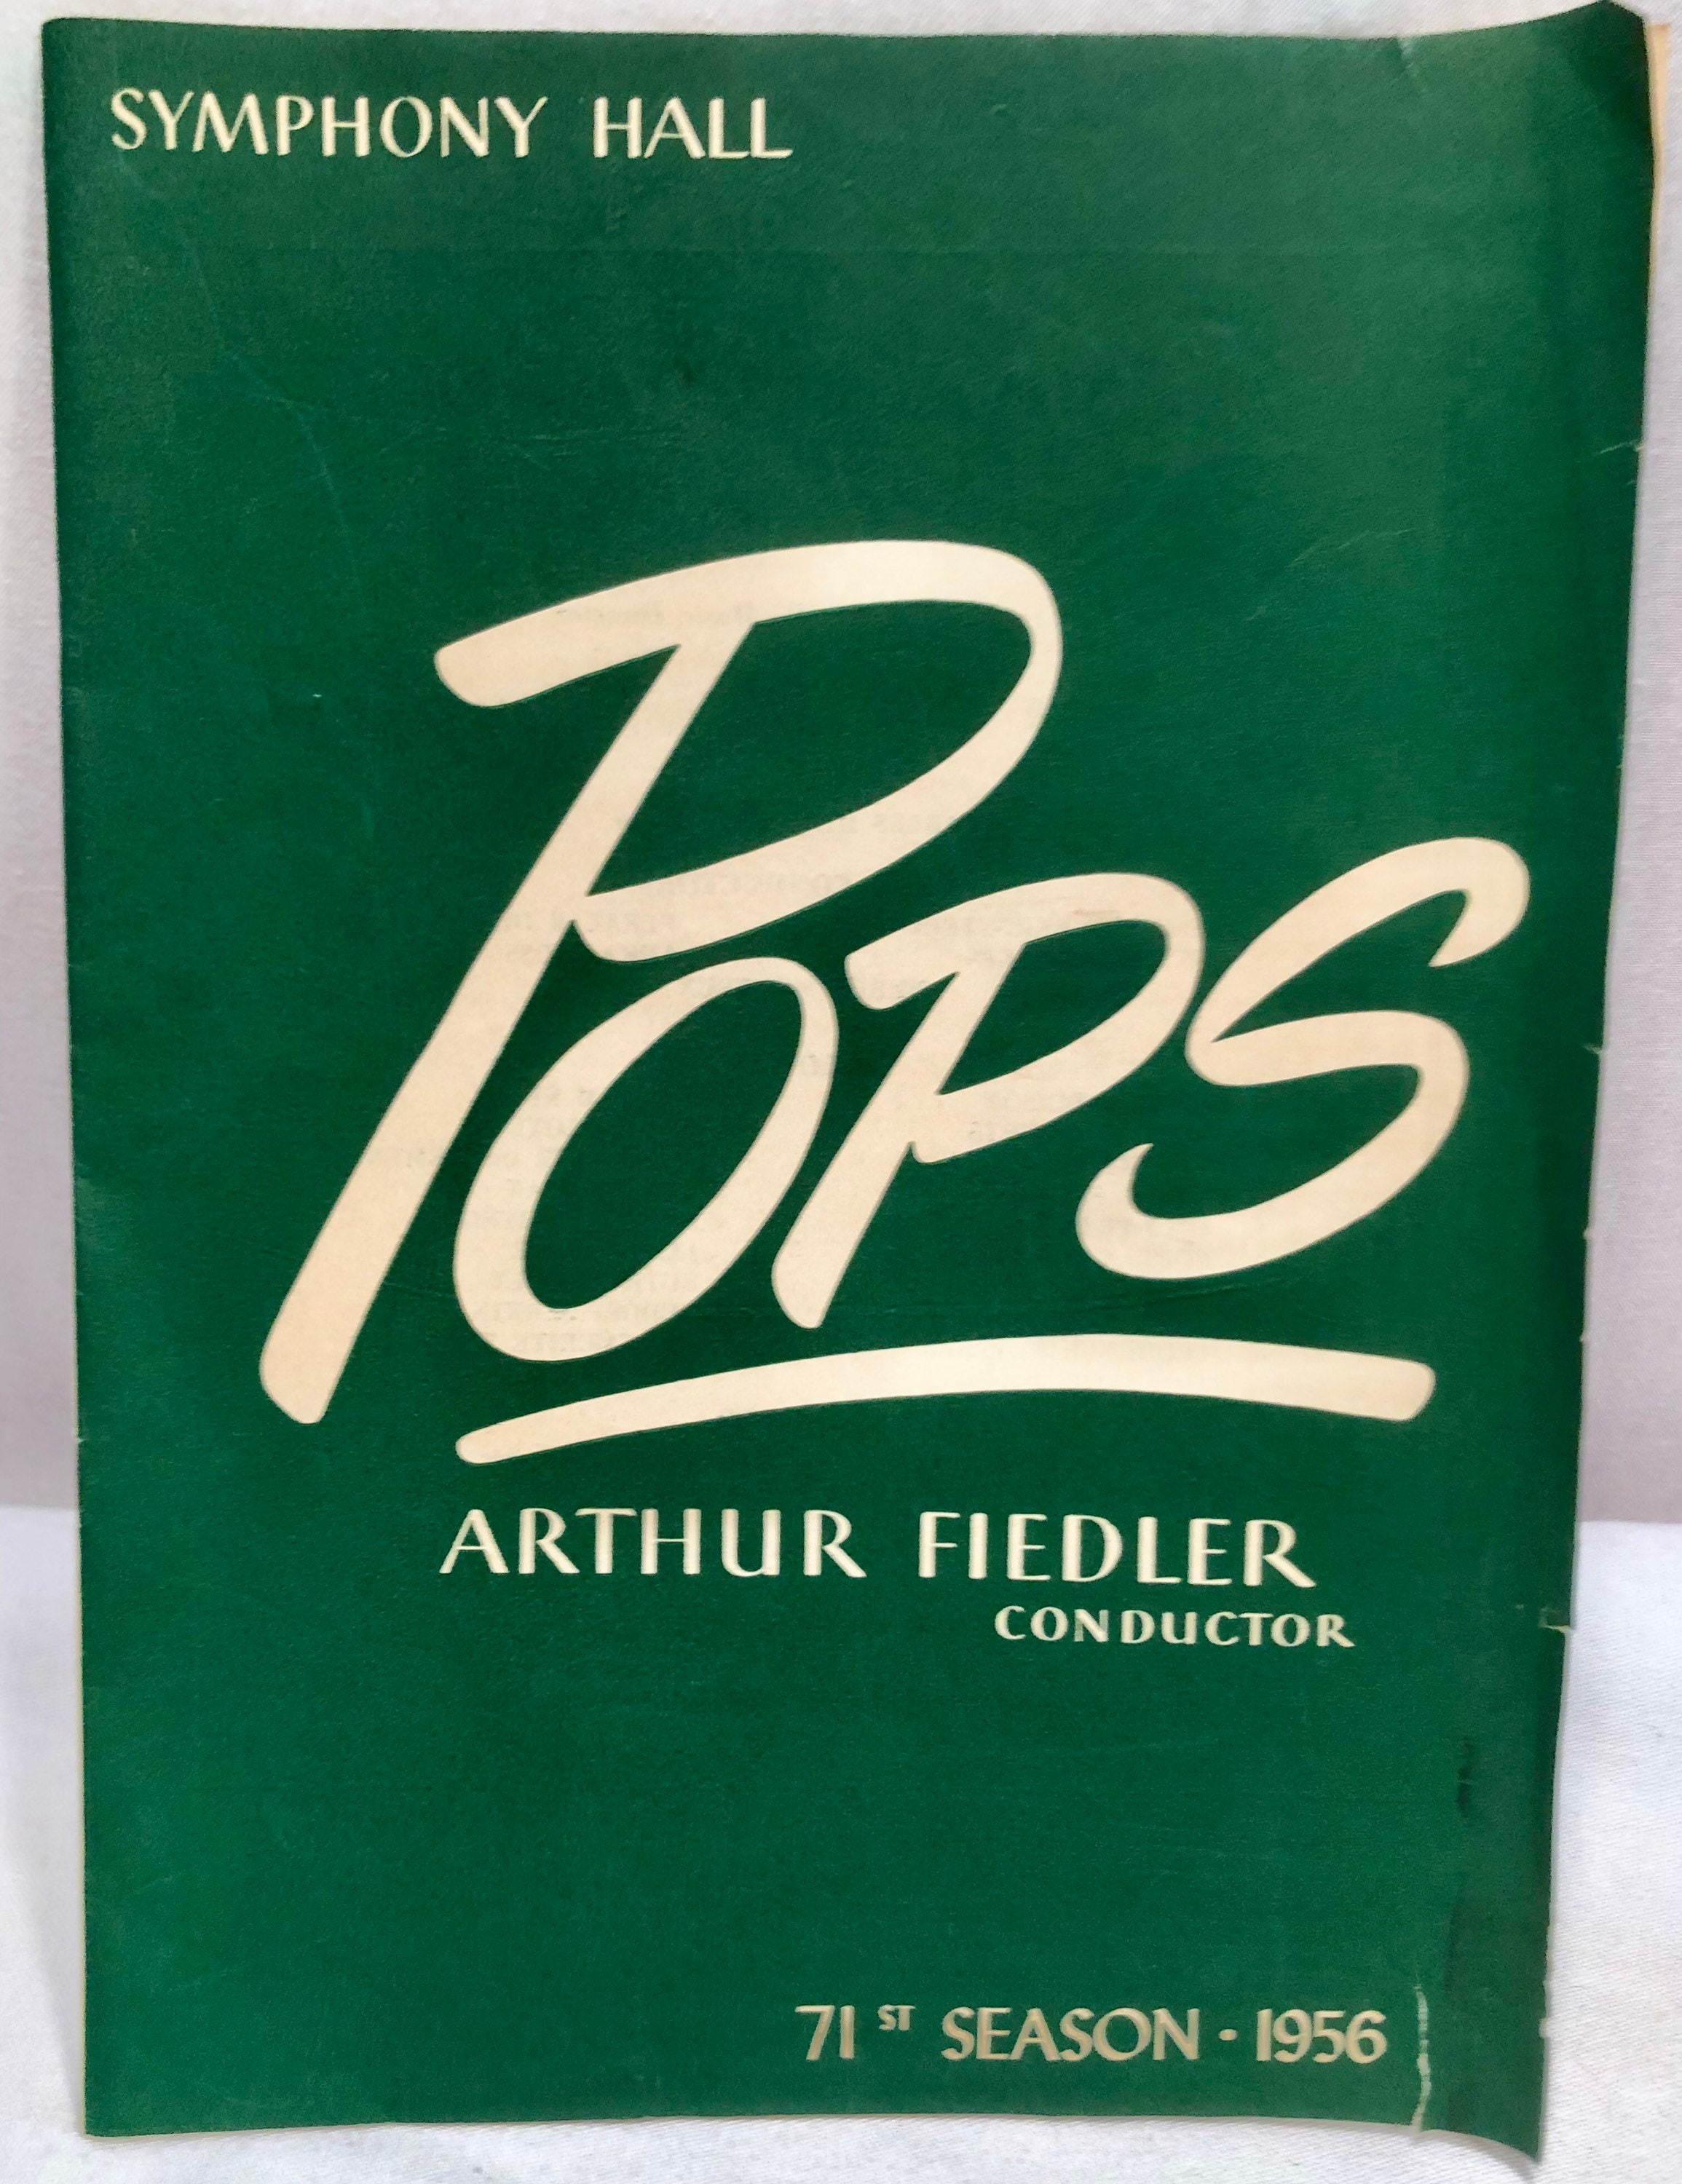 SYMPHONY HALL
POPS
ARTHUR FIEDLER
CONDUCTOR
71ST SEASON - 1956